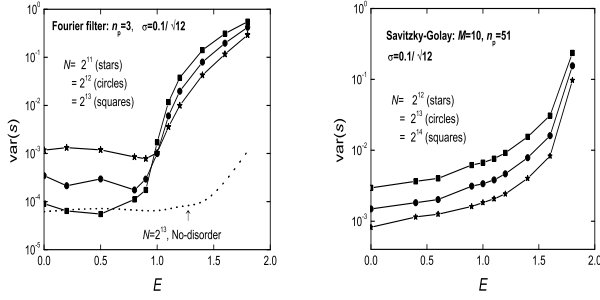 10^0
10^-1
10^-2
10^-3
10^-4
10^-5
var(s)
Fourier filter: n_p=3, σ=0.1/ √12
N= 2^11 (stars)
= 2^12 (circles)
= 2^13 (squares)
N=2^13, No-disorder
0.0 0.5 1.0 1.5 2.0
E
10^-1
10^-2
10^-3
var(s)
Savitzky-Golay: M=10, n_p=51
σ=0.1/ √12
N= 2^12 (stars)
= 2^13 (circles)
= 2^14 (squares)
0.0 0.5 1.0 1.5 2.0
E